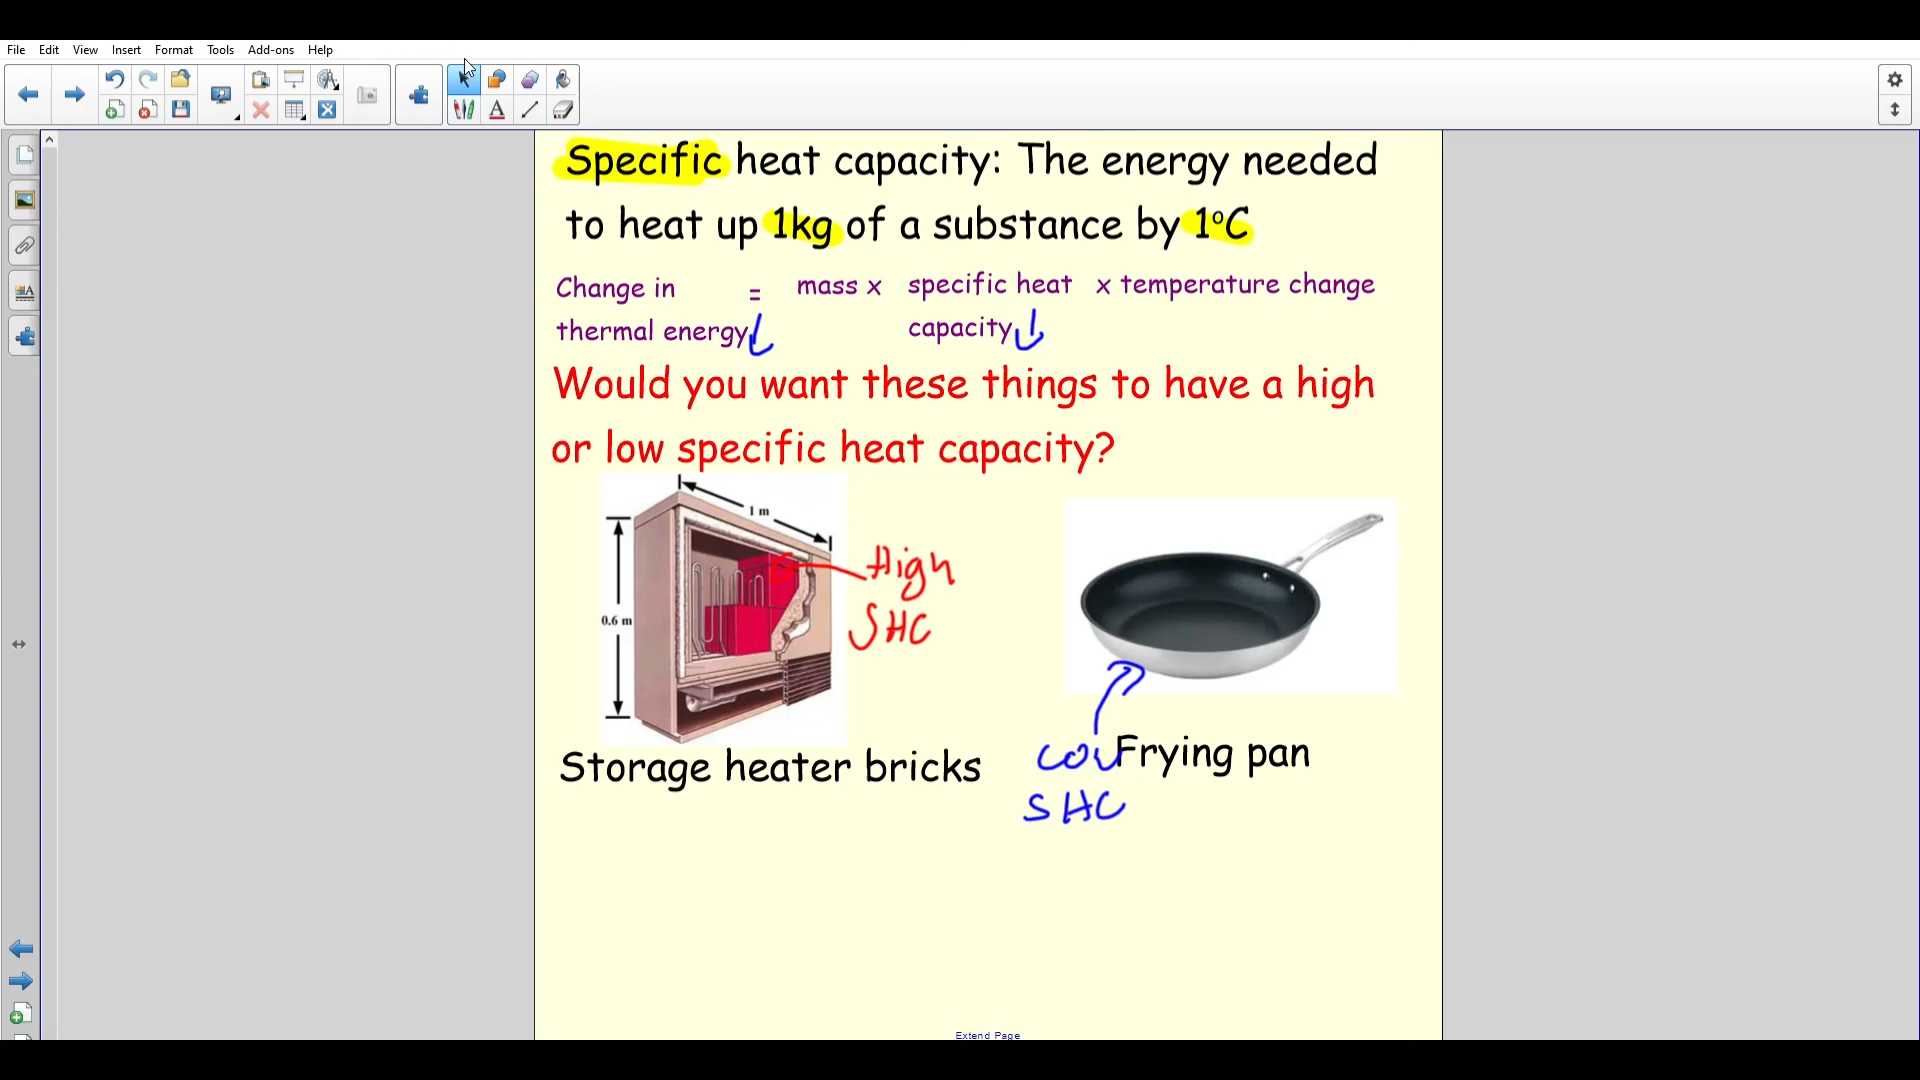 File Edit View Insert Format Tools Add-ons Help
Specific heat capacity: The energy needed
to heat up 1kg of a substance by 1°C
Change in = mass x specific heat x temperature change
thermal energy capacity
Would you want these things to have a high
or low specific heat capacity?
1 m
0.6 m
High
SHC
Storage heater bricks
Low Frying pan
SHC
Extend Page